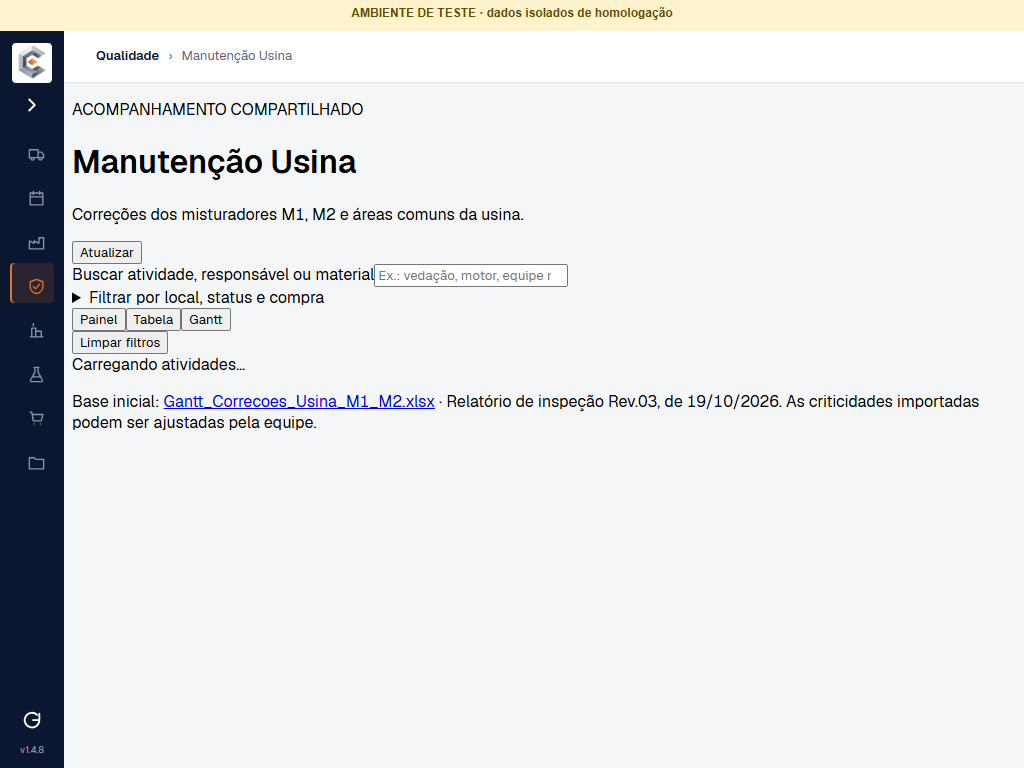 AMBIENTE DE TESTE · dados isolados de homologação
Qualidade › Manutenção Usina
ACOMPANHAMENTO COMPARTILHADO
Manutenção Usina
Correções dos misturadores M1, M2 e áreas comuns da usina.
Atualizar
Buscar atividade, responsável ou material Ex.: vedação, motor, equipe r
Filtrar por local, status e compra
Painel Tabela Gantt
Limpar filtros
Carregando atividades...
Base inicial: Gantt_Correcoes_Usina_M1_M2.xlsx · Relatório de inspeção Rev.03, de 19/10/2026. As criticidades importadas
podem ser ajustadas pela equipe.
v1.4.8